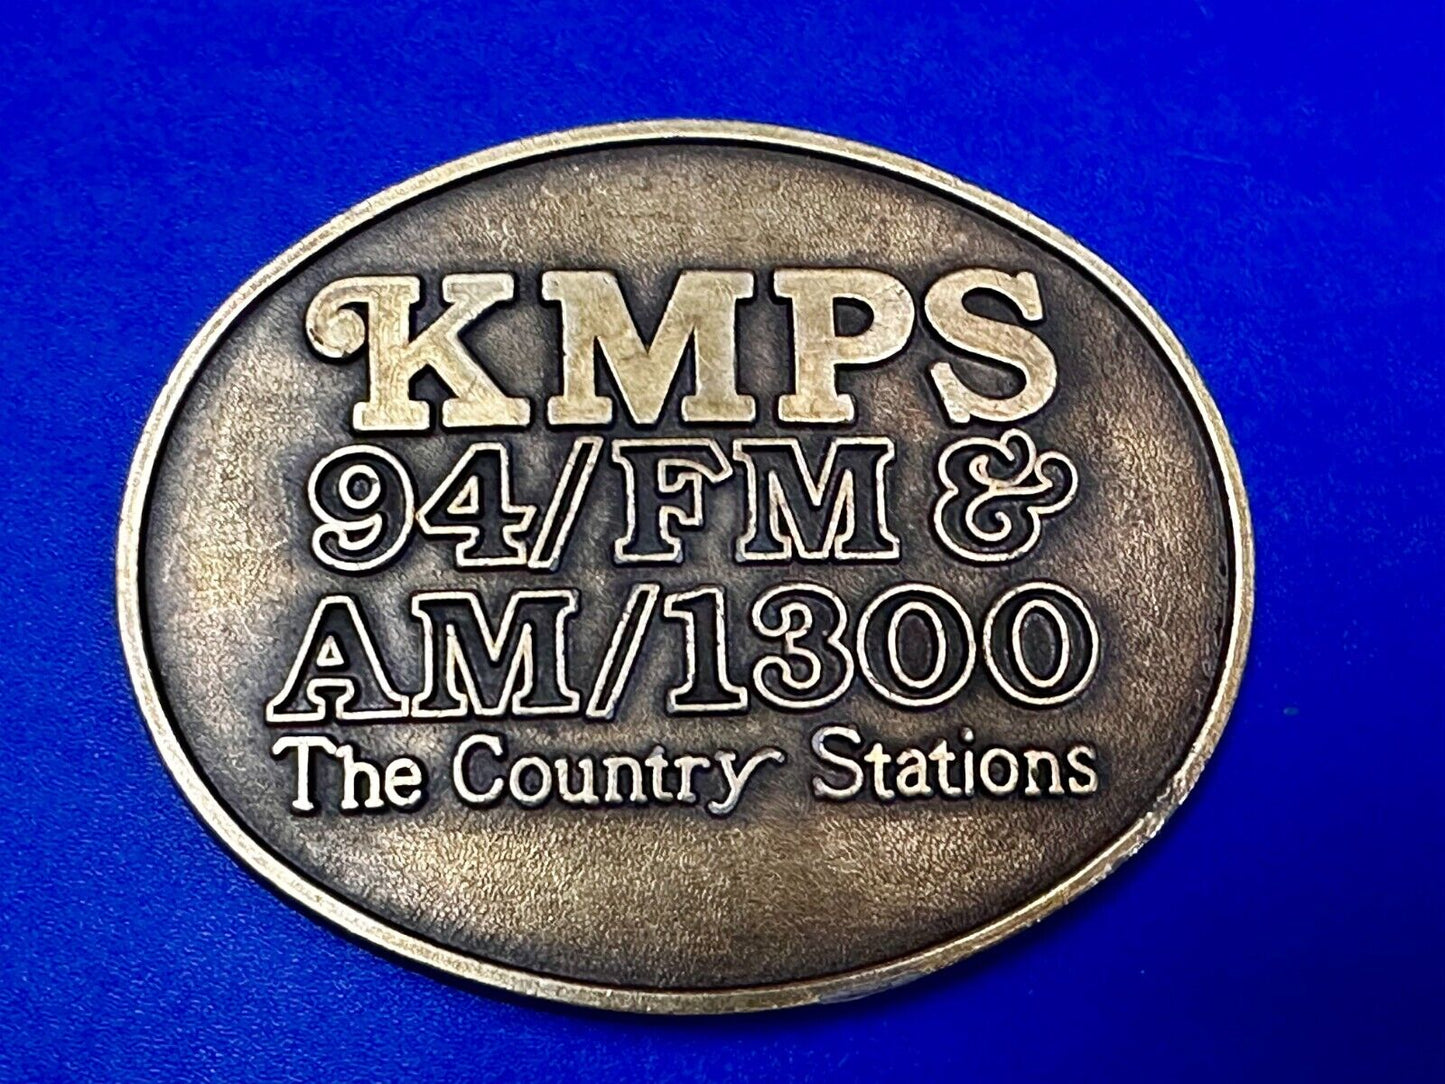 KMPS
94/FM &
AM/1300
The Country Stations